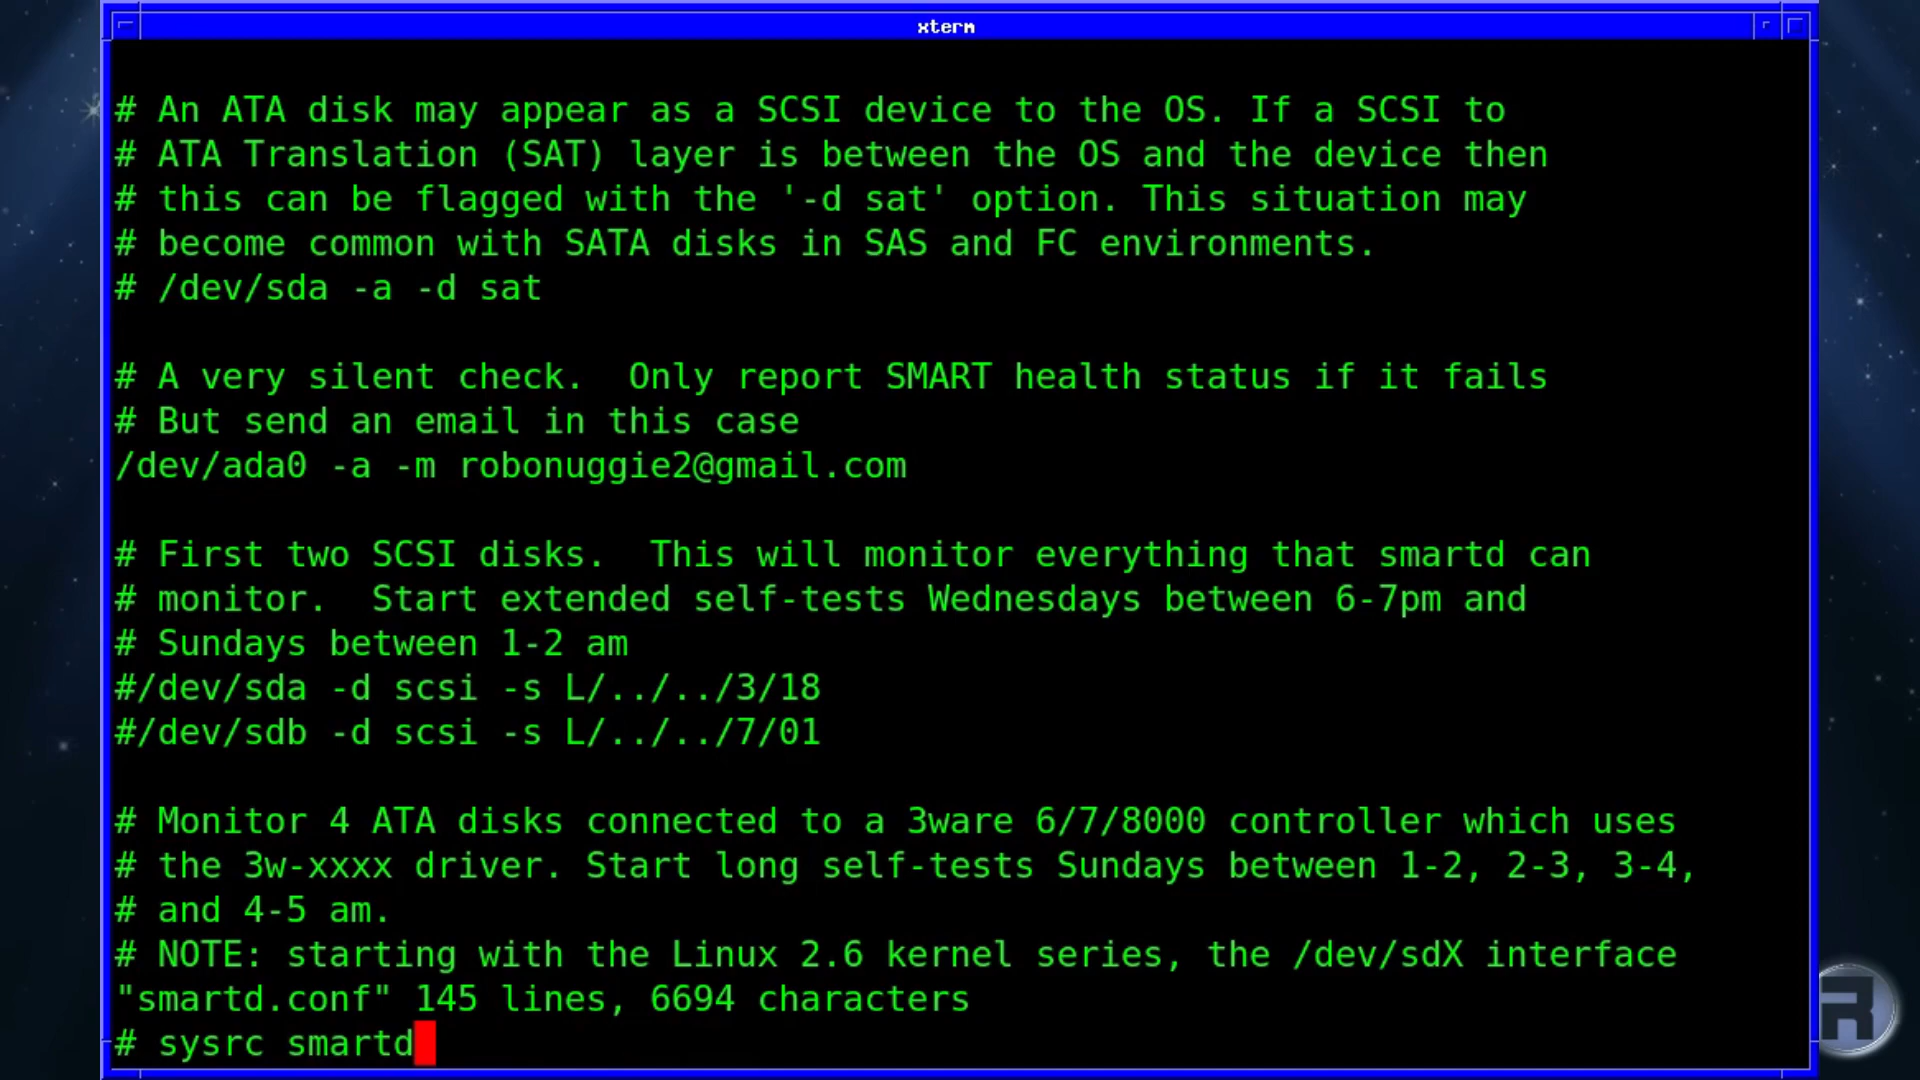 xterm
# An ATA disk may appear as a SCSI device to the OS. If a SCSI to
# ATA Translation (SAT) layer is between the OS and the device then
# this can be flagged with the '-d sat' option. This situation may
# become common with SATA disks in SAS and FC environments.
# /dev/sda -a -d sat
# A very silent check.  Only report SMART health status if it fails
# But send an email in this case
/dev/ada0 -a -m robonuggie2@gmail.com
# First two SCSI disks.  This will monitor everything that smartd can
# monitor.  Start extended self-tests Wednesdays between 6-7pm and
# Sundays between 1-2 am
#/dev/sda -d scsi -s L/../../3/18
#/dev/sdb -d scsi -s L/../../7/01
# Monitor 4 ATA disks connected to a 3ware 6/7/8000 controller which uses
# the 3w-xxxx driver. Start long self-tests Sundays between 1-2, 2-3, 3-4,
# and 4-5 am.
# NOTE: starting with the Linux 2.6 kernel series, the /dev/sdX interface
"smartd.conf" 145 lines, 6694 characters
# sysrc smartd
R